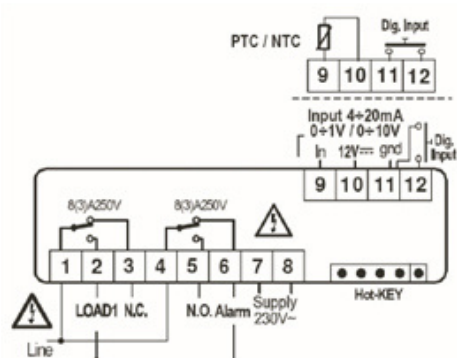 PTC / NTC
Dig. Input
9 10 11 12
Input 4÷20mA
0÷1V / 0÷10V
In 12V⎓ gnd
Dig.
Input
9 10 11 12
8(3)A250V 8(3)A250V
1 2 3 4 5 6 7 8
LOAD1 N.C. N.O. Alarm Supply
230V~
Hot-KEY
Line